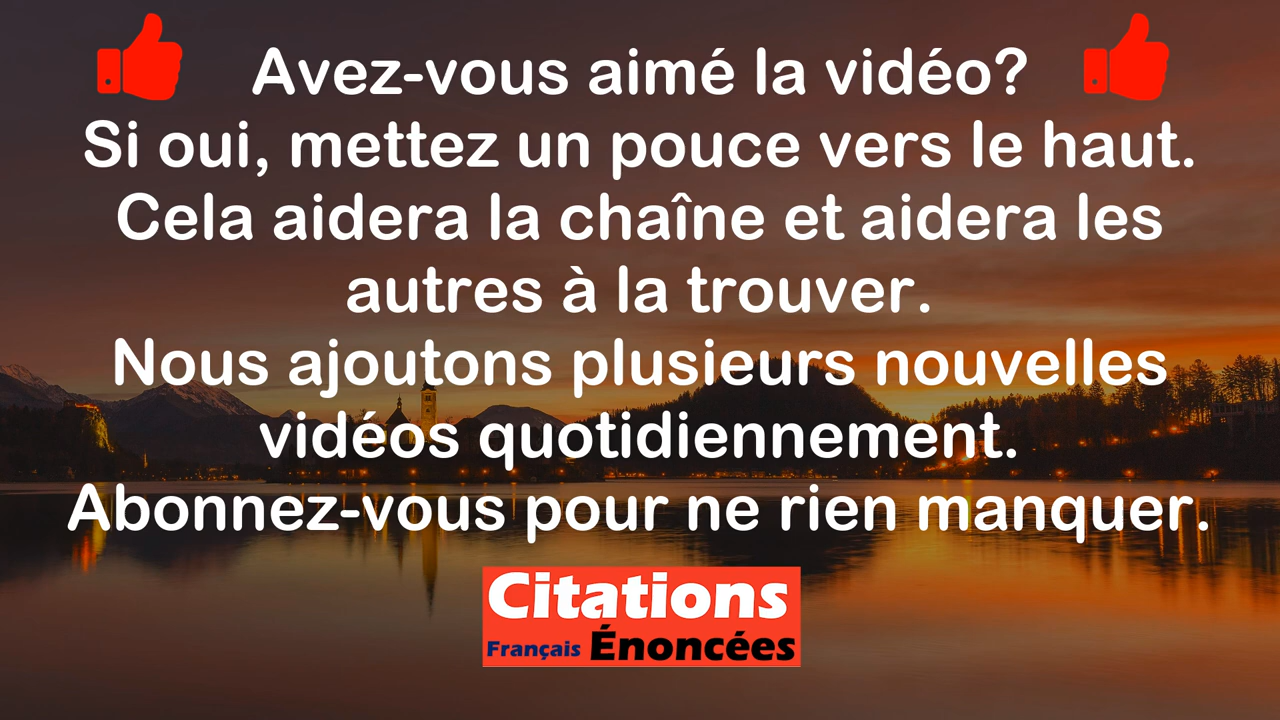 Avez-vous aimé la vidéo?
Si oui, mettez un pouce vers le haut.
Cela aidera la chaîne et aidera les
autres à la trouver.
Nous ajoutons plusieurs nouvelles
vidéos quotidiennement.
Abonnez-vous pour ne rien manquer.
Citations
Français Énoncées